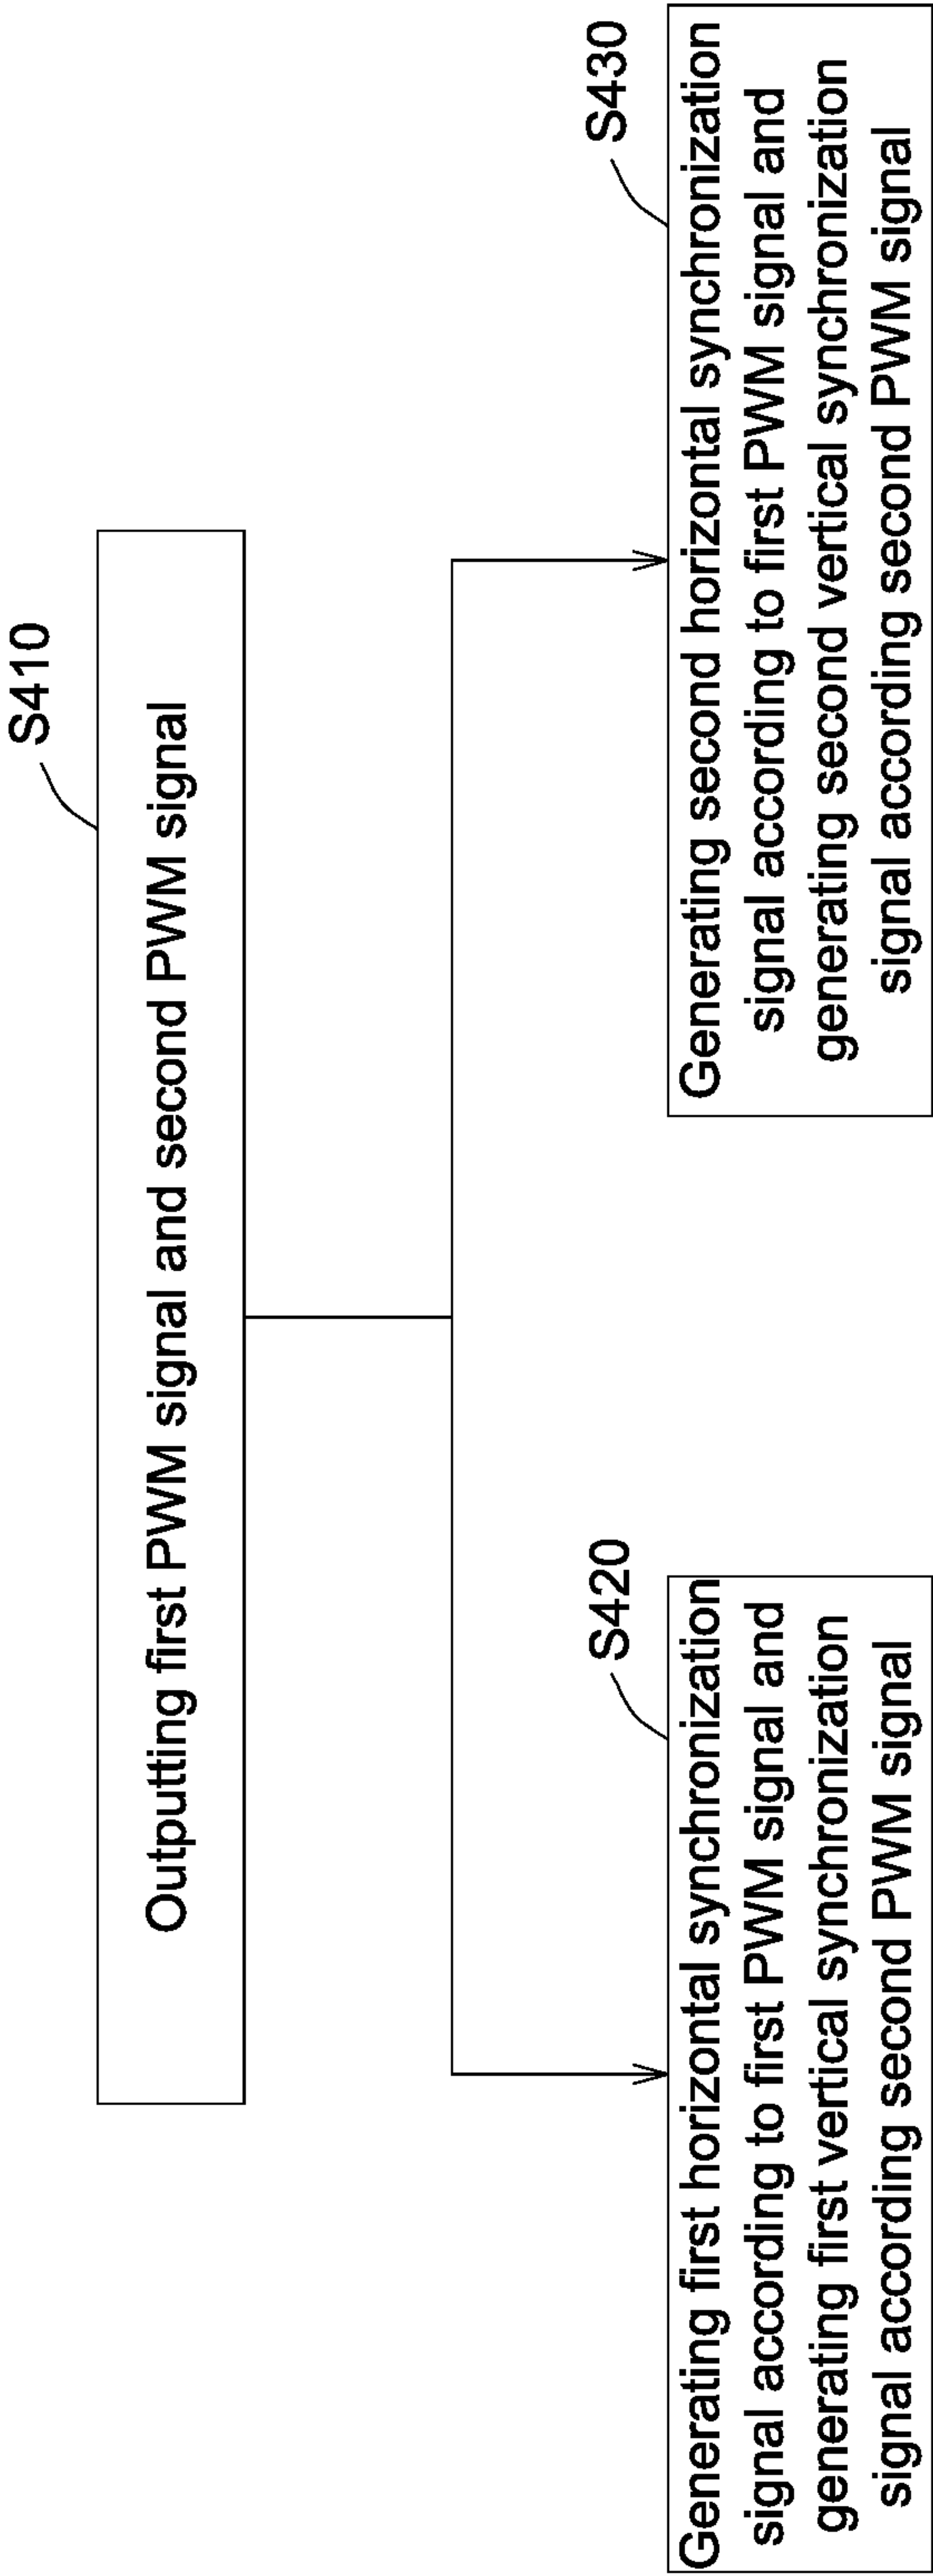 S410
Outputting first PWM signal and second PWM signal
S420
Generating first horizontal synchronization
signal according to first PWM signal and
generating first vertical synchronization
signal according second PWM signal
S430
Generating second horizontal synchronization
signal according to first PWM signal and
generating second vertical synchronization
signal according second PWM signal